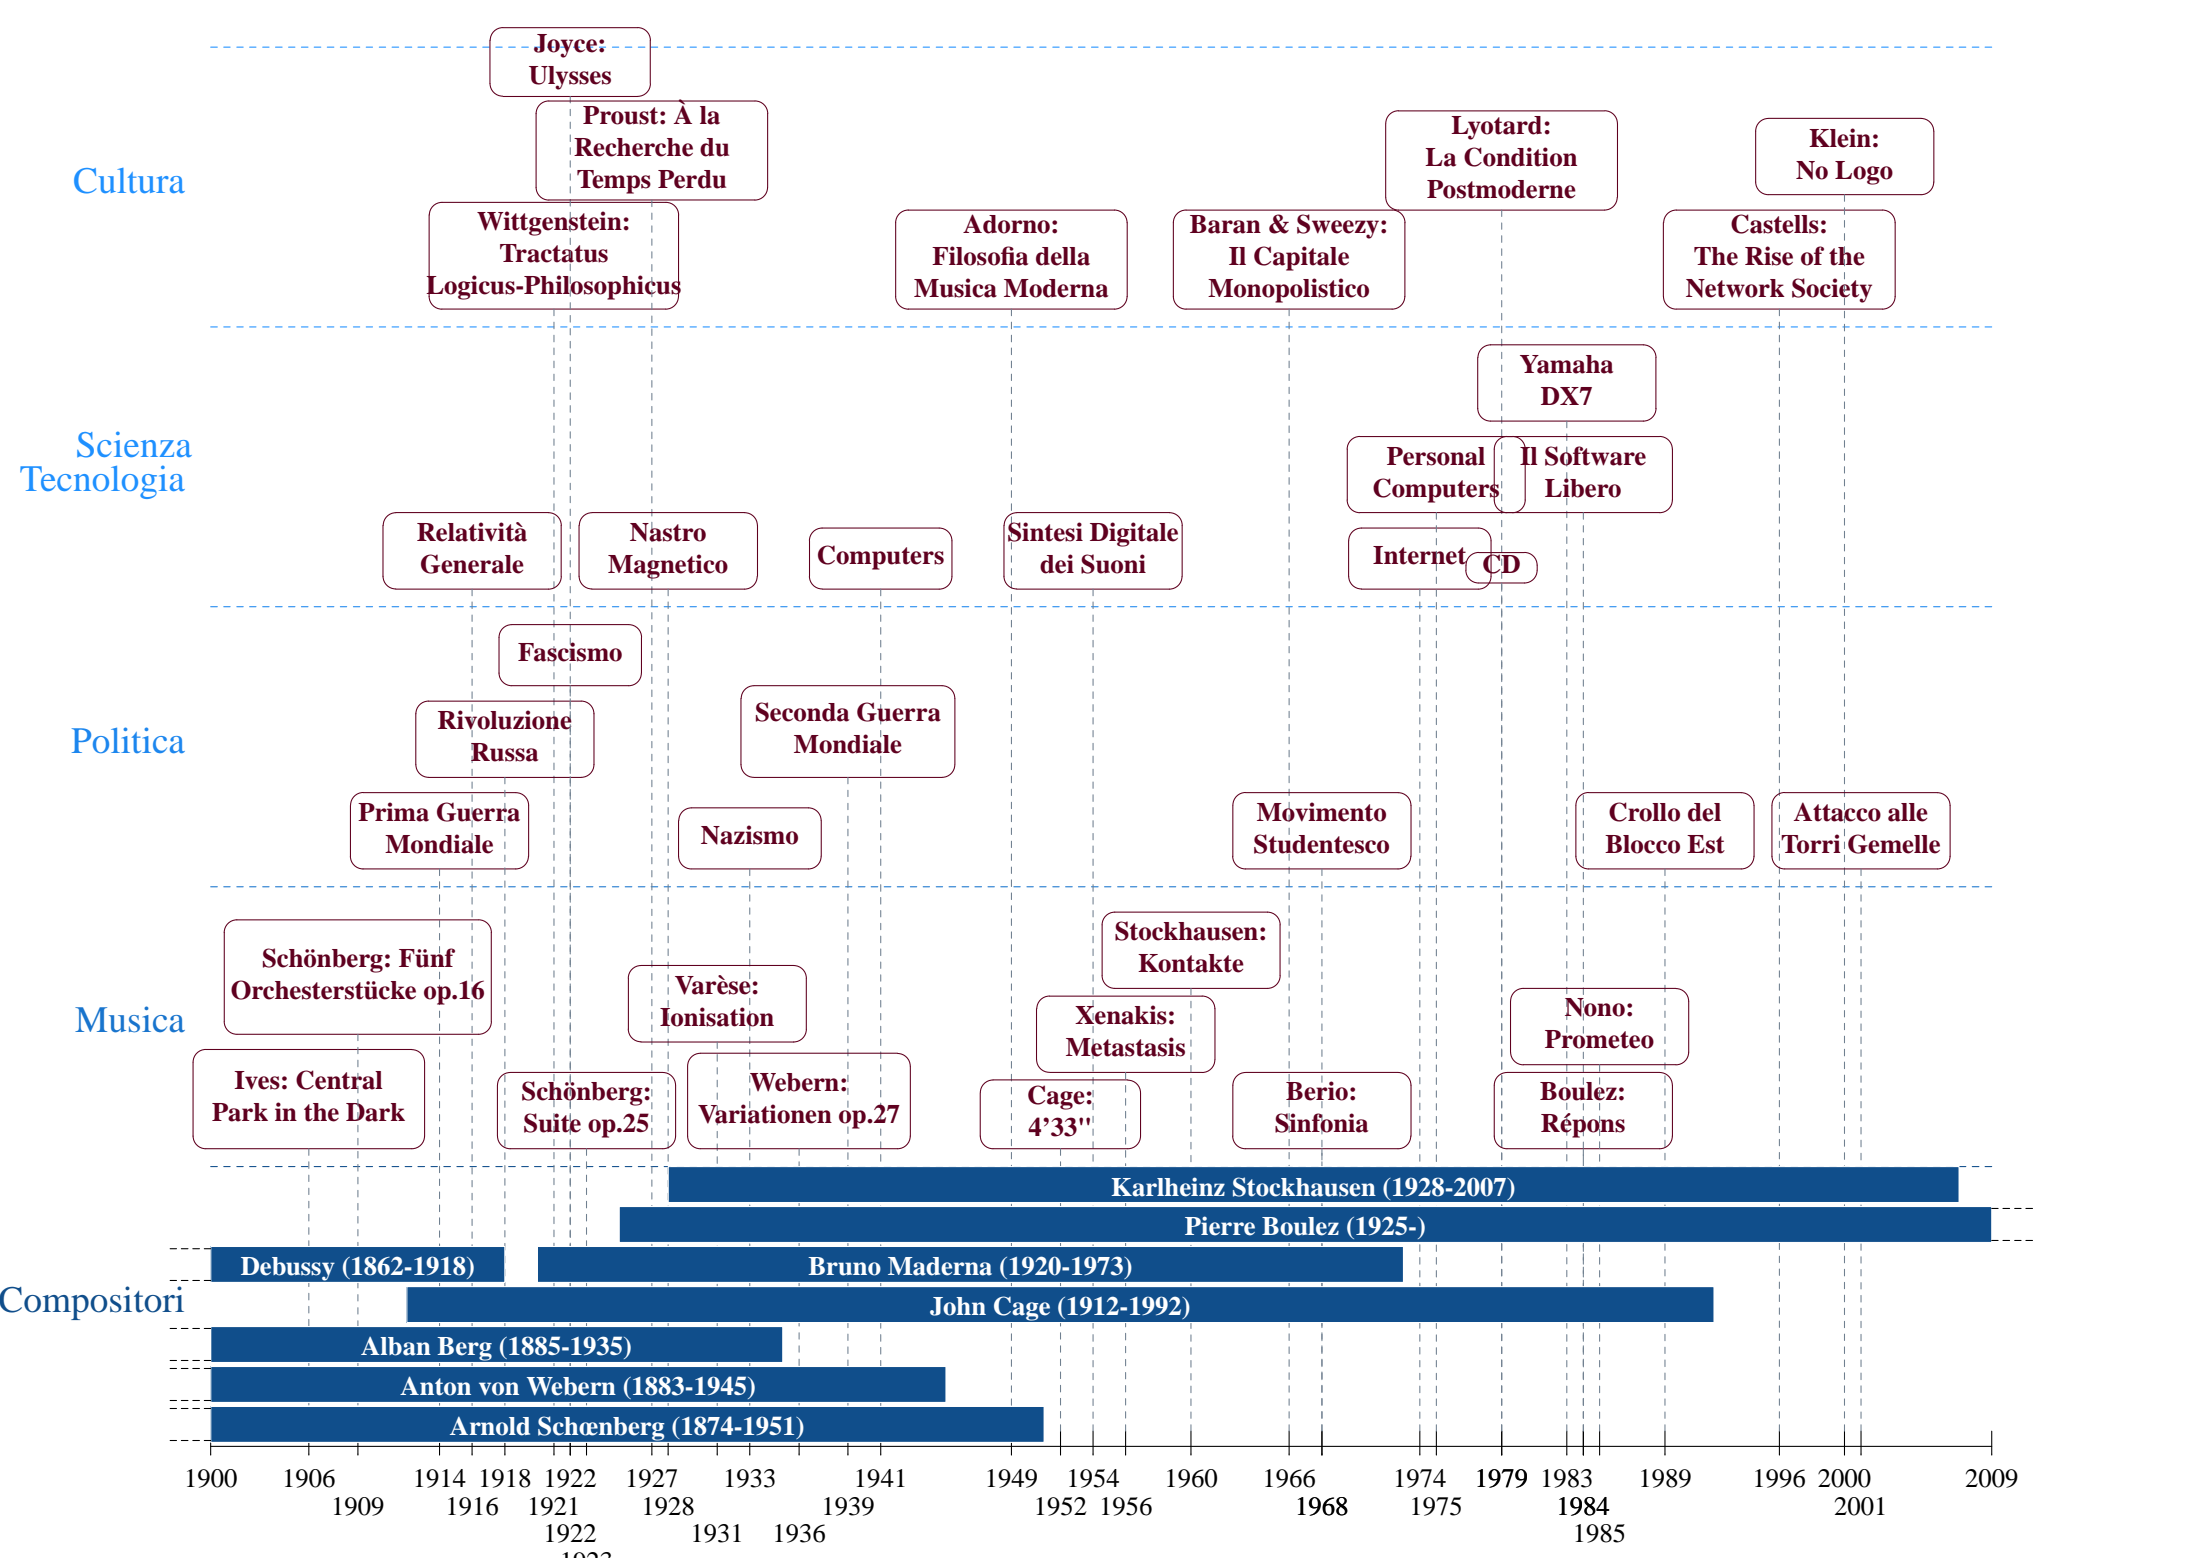 Joyce:
Ulysses
Proust: À la
Recherche du
Temps Perdu
Lyotard:
La Condition
Postmoderne
Klein:
No Logo
Cultura
Wittgenstein:
Tractatus
Logicus-Philosophicus
Adorno:
Filosofia della
Musica Moderna
Baran & Sweezy:
Il Capitale
Monopolistico
Castells:
The Rise of the
Network Society
Yamaha
DX7
Scienza
Tecnologia
Personal
Computers
Il Software
Libero
Relatività
Generale
Nastro
Magnetico
Computers
Sintesi Digitale
dei Suoni
Internet
CD
Fascismo
Politica
Rivoluzione
Russa
Seconda Guerra
Mondiale
Prima Guerra
Mondiale
Nazismo
Movimento
Studentesco
Crollo del
Blocco Est
Attacco alle
Torri Gemelle
Musica
Schönberg: Fünf
Orchesterstücke op.16
Varèse:
Ionisation
Stockhausen:
Kontakte
Xenakis:
Metastasis
Nono:
Prometeo
Ives: Central
Park in the Dark
Schönberg:
Suite op.25
Webern:
Variationen op.27
Cage:
4'33"
Berio:
Sinfonia
Boulez:
Répons
Karlheinz Stockhausen (1928-2007)
Pierre Boulez (1925-)
Debussy (1862-1918)
Bruno Maderna (1920-1973)
Compositori
John Cage (1912-1992)
Alban Berg (1885-1935)
Anton von Webern (1883-1945)
Arnold Schœnberg (1874-1951)
1900 1906 1914 1918 1922 1927 1933 1941 1949 1954 1960 1966 1974 1979 1983 1989 1996 2000 2009
1909 1916 1921 1928 1939 1952 1956 1968 1975 1984 2001
1922 1931 1936 1985
1923